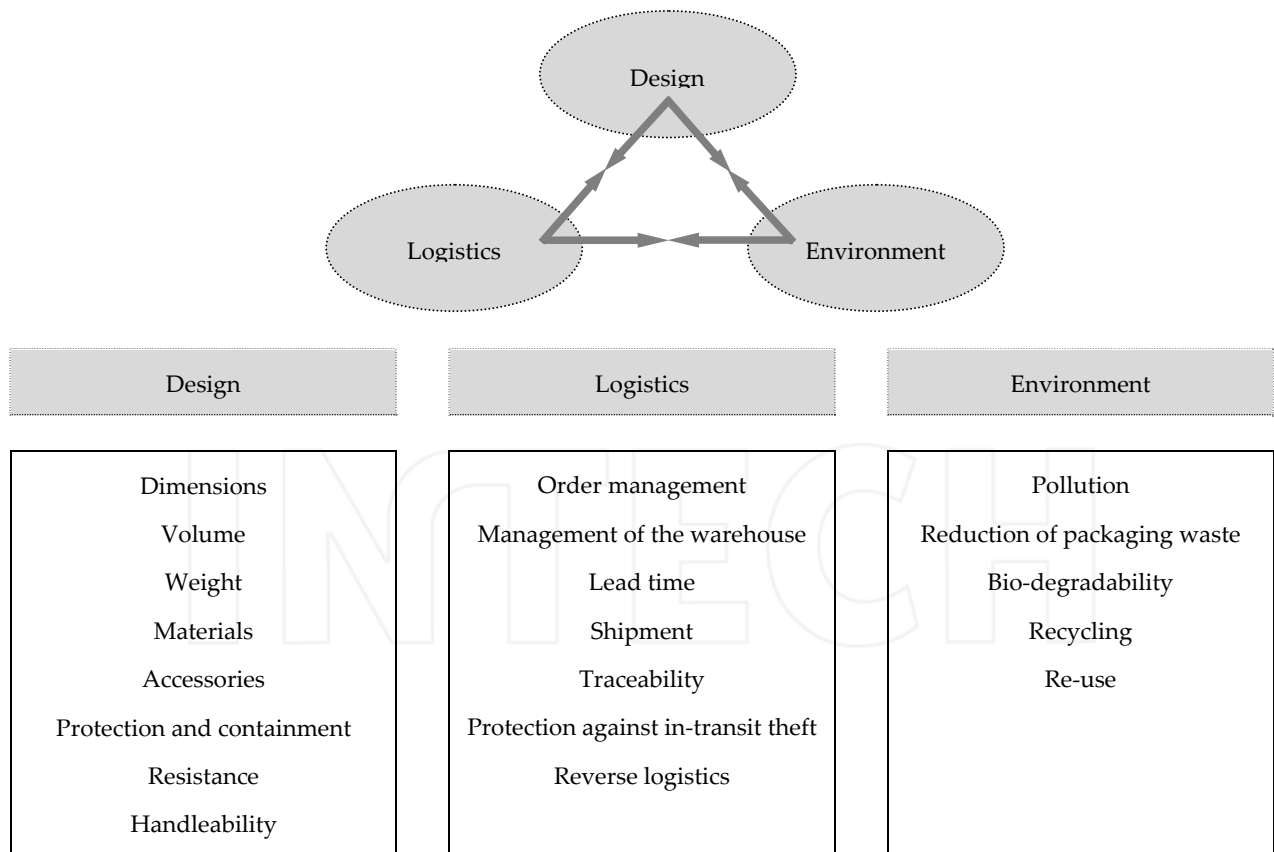 Design
Logistics
Environment
Design
Logistics
Environment
Dimensions
Volume
Weight
Materials
Accessories
Protection and containment
Resistance
Handleability
Order management
Management of the warehouse
Lead time
Shipment
Traceability
Protection against in-transit theft
Reverse logistics
Pollution
Reduction of packaging waste
Bio-degradability
Recycling
Re-use
INTECH